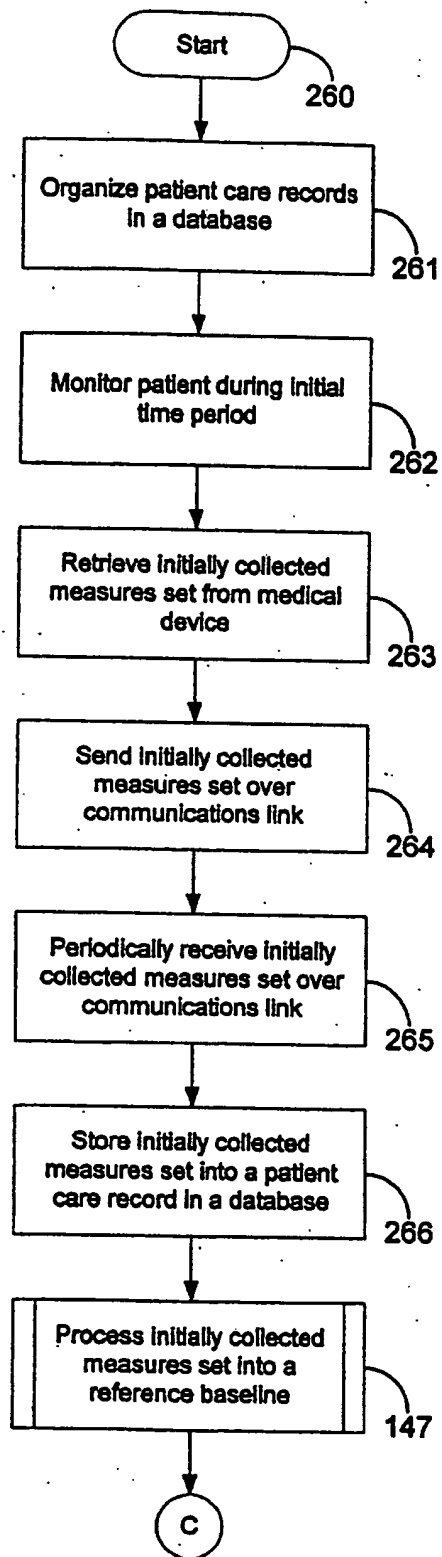 Start
260
Organize patient care records
in a database
261
Monitor patient during initial
time period
262
Retrieve initially collected
measures set from medical
device
263
Send initially collected
measures set over
communications link
264
Periodically receive initially
collected measures set over
communications link
265
Store initially collected
measures set into a patient
care record in a database
266
Process initially collected
measures set into a
reference baseline
147
C